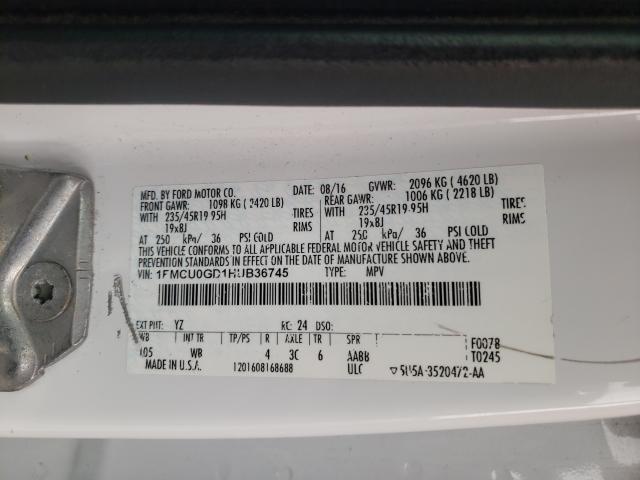 MFD. BY FORD MOTOR CO.
DATE: 08/16 GVWR: 2096 KG ( 4620 LB)
FRONT GAWR: 1098 KG ( 2420 LB) REAR GAWR: 1006 KG ( 2218 LB)
WITH 235/45R19 95H TIRES WITH 235/45R19 95H TIRES
19x8J RIMS 19x8J RIMS
AT 250 kPa/ 36 PSI COLD AT 250 kPa/ 36 PSI COLD
THIS VEHICLE CONFORMS TO ALL APPLICABLE FEDERAL MOTOR VEHICLE SAFETY AND THEFT
PREVENTION STANDARDS IN EFFECT ON THE DATE OF MANUFACTURE SHOWN ABOVE.
VIN: 1FMCU0GD1HUB36745 TYPE: MPV
EXT PNT: YZ RC: 24 DSO:
WB INT TR TP/PS R AXLE TR SPR F0078
105 WB 4 3C 6 AABB T0245
MADE IN U.S.A. 1201608168688 ULC 5U5A-3520472-AA